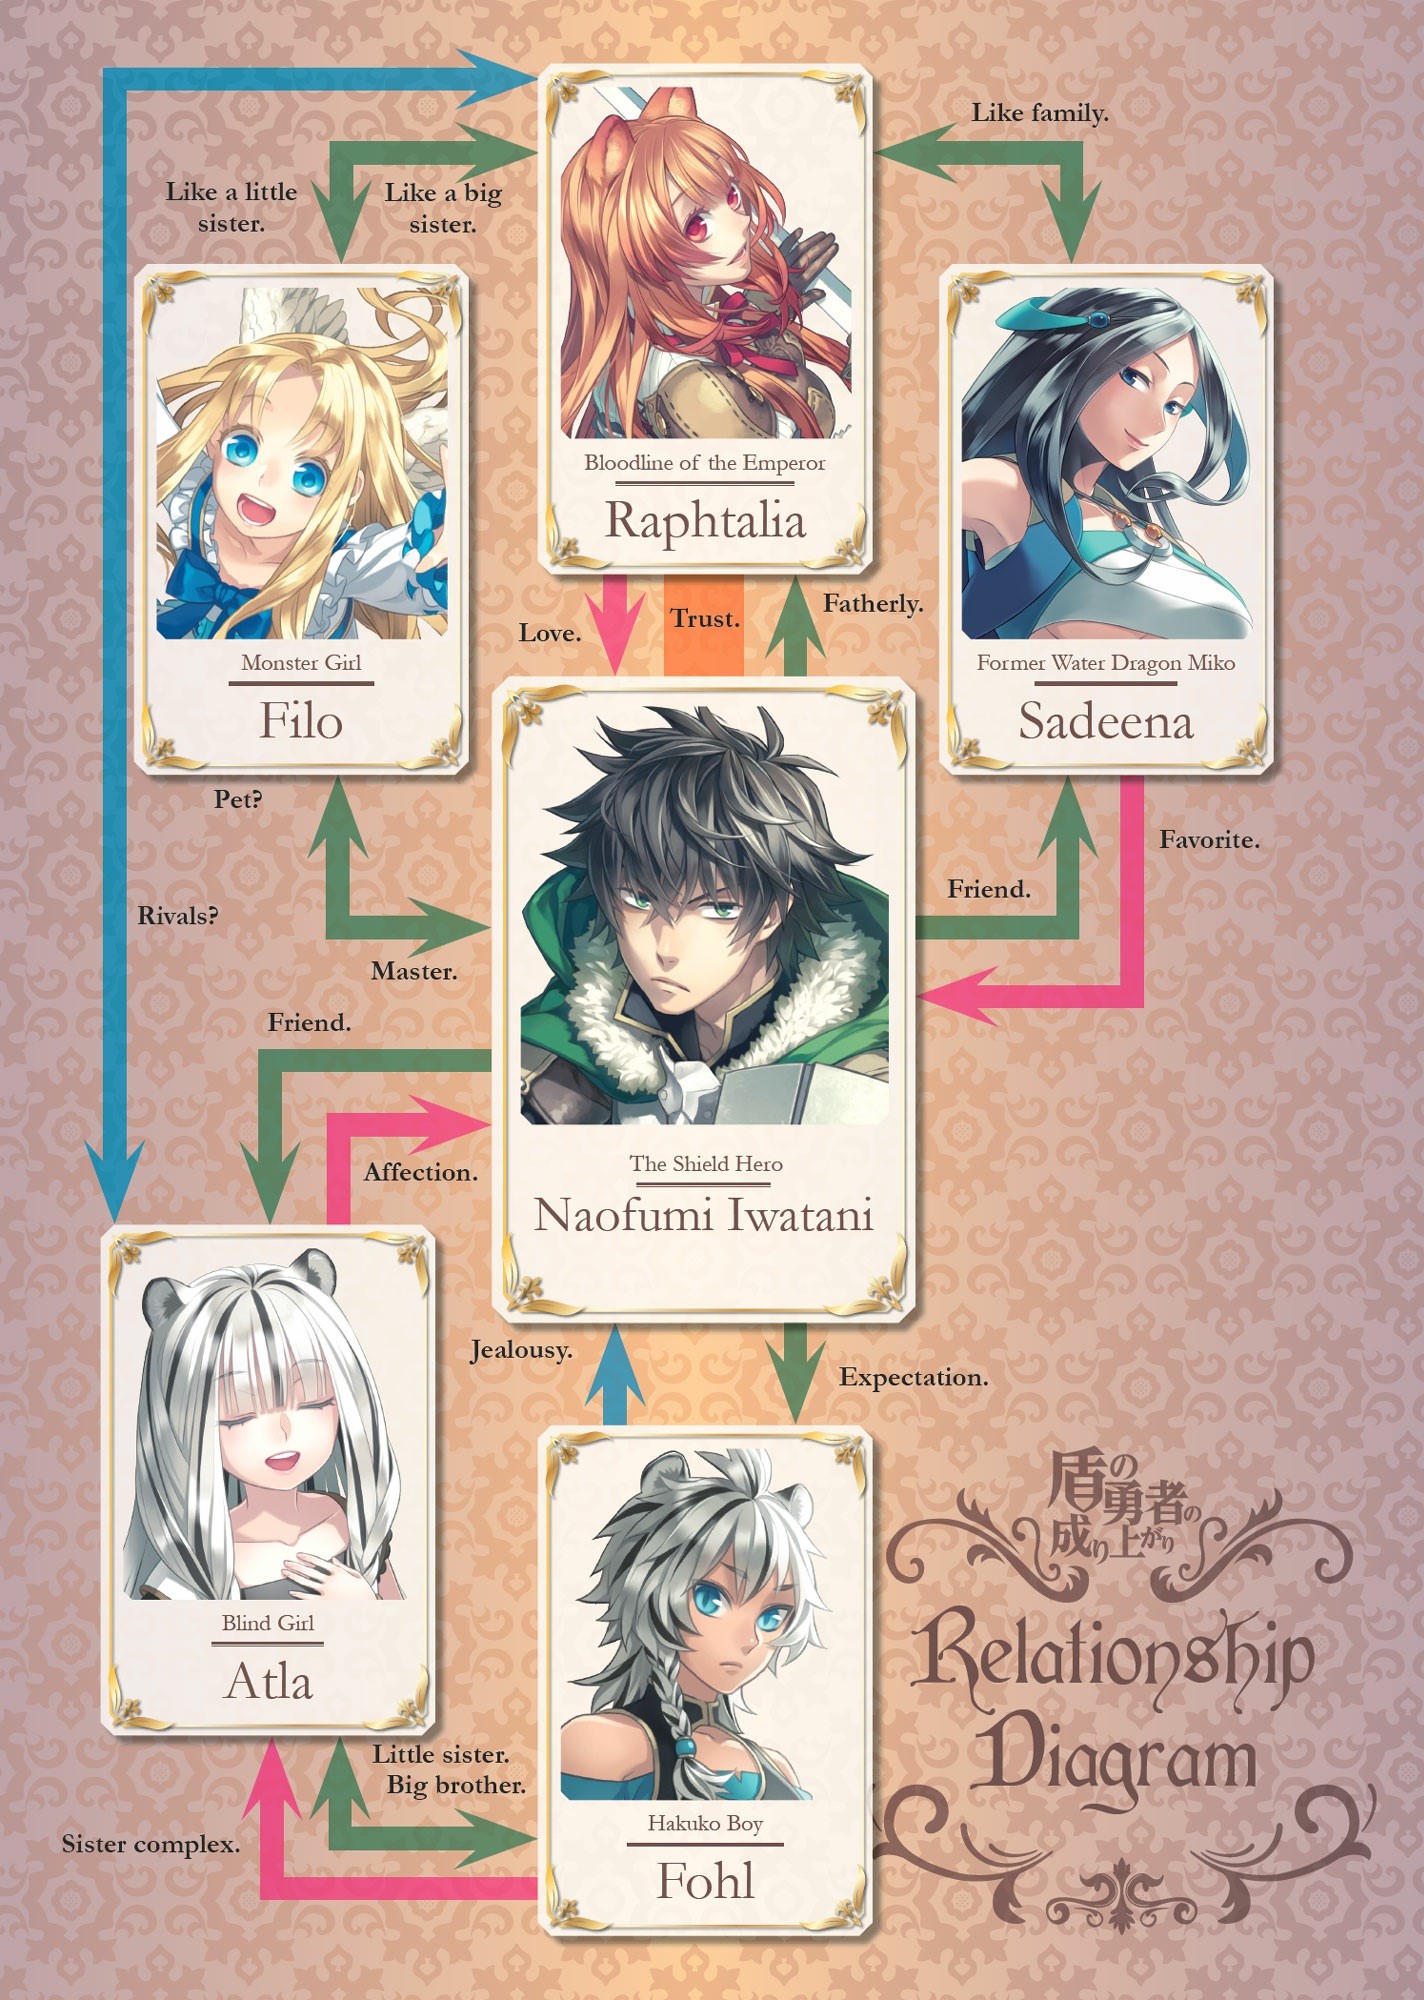 Like family.
Like a little
sister.
Like a big
sister.
Bloodline of the Emperor
Raphtalia
Love.
Trust.
Fatherly.
Monster Girl
Filo
Former Water Dragon Miko
Sadeena
Pet?
Favorite.
Friend.
Rivals?
Master.
Friend.
Affection.
The Shield Hero
Naofumi Iwatani
Jealousy.
Expectation.
盾の
勇者の
成り上がり
Relationship
Diagram
Blind Girl
Atla
Little sister.
Big brother.
Sister complex.
Hakuko Boy
Fohl